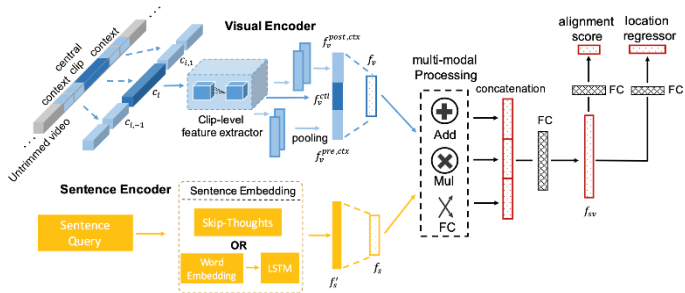 Visual Encoder
context
central
clip
context
Untrimmed video
c_{i,1}
c_i
c_{i,-1}
Clip-level
feature extractor
pooling
f_v^{post,ctx}
f_v^{ctl}
f_v^{pre,ctx}
f_v
Sentence Encoder
Sentence
Query
Sentence Embedding
Skip-Thoughts
OR
Word
Embedding
LSTM
f_s'
f_s
multi-modal
Processing
Add
Mul
FC
concatenation
FC
f_{sv}
FC
FC
alignment
score
location
regressor